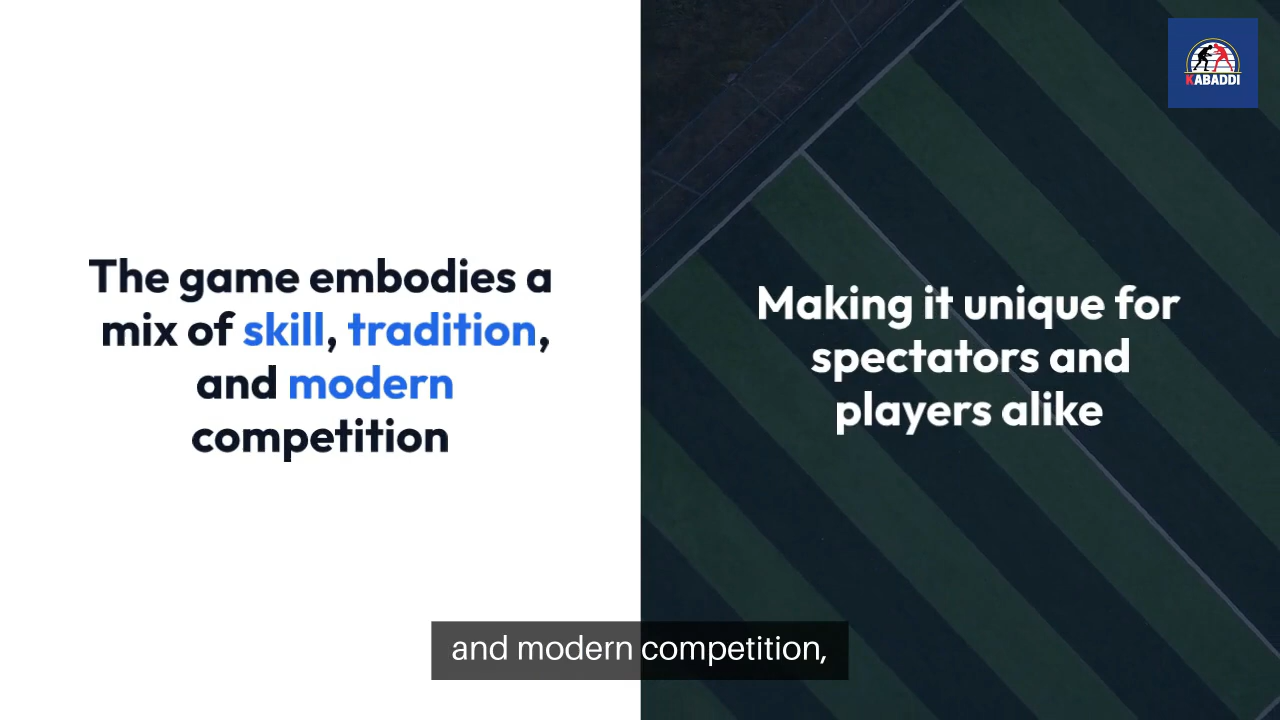 KABADDI
The game embodies a
mix of skill, tradition,
and modern
competition
Making it unique for
spectators and
players alike
and modern competition,